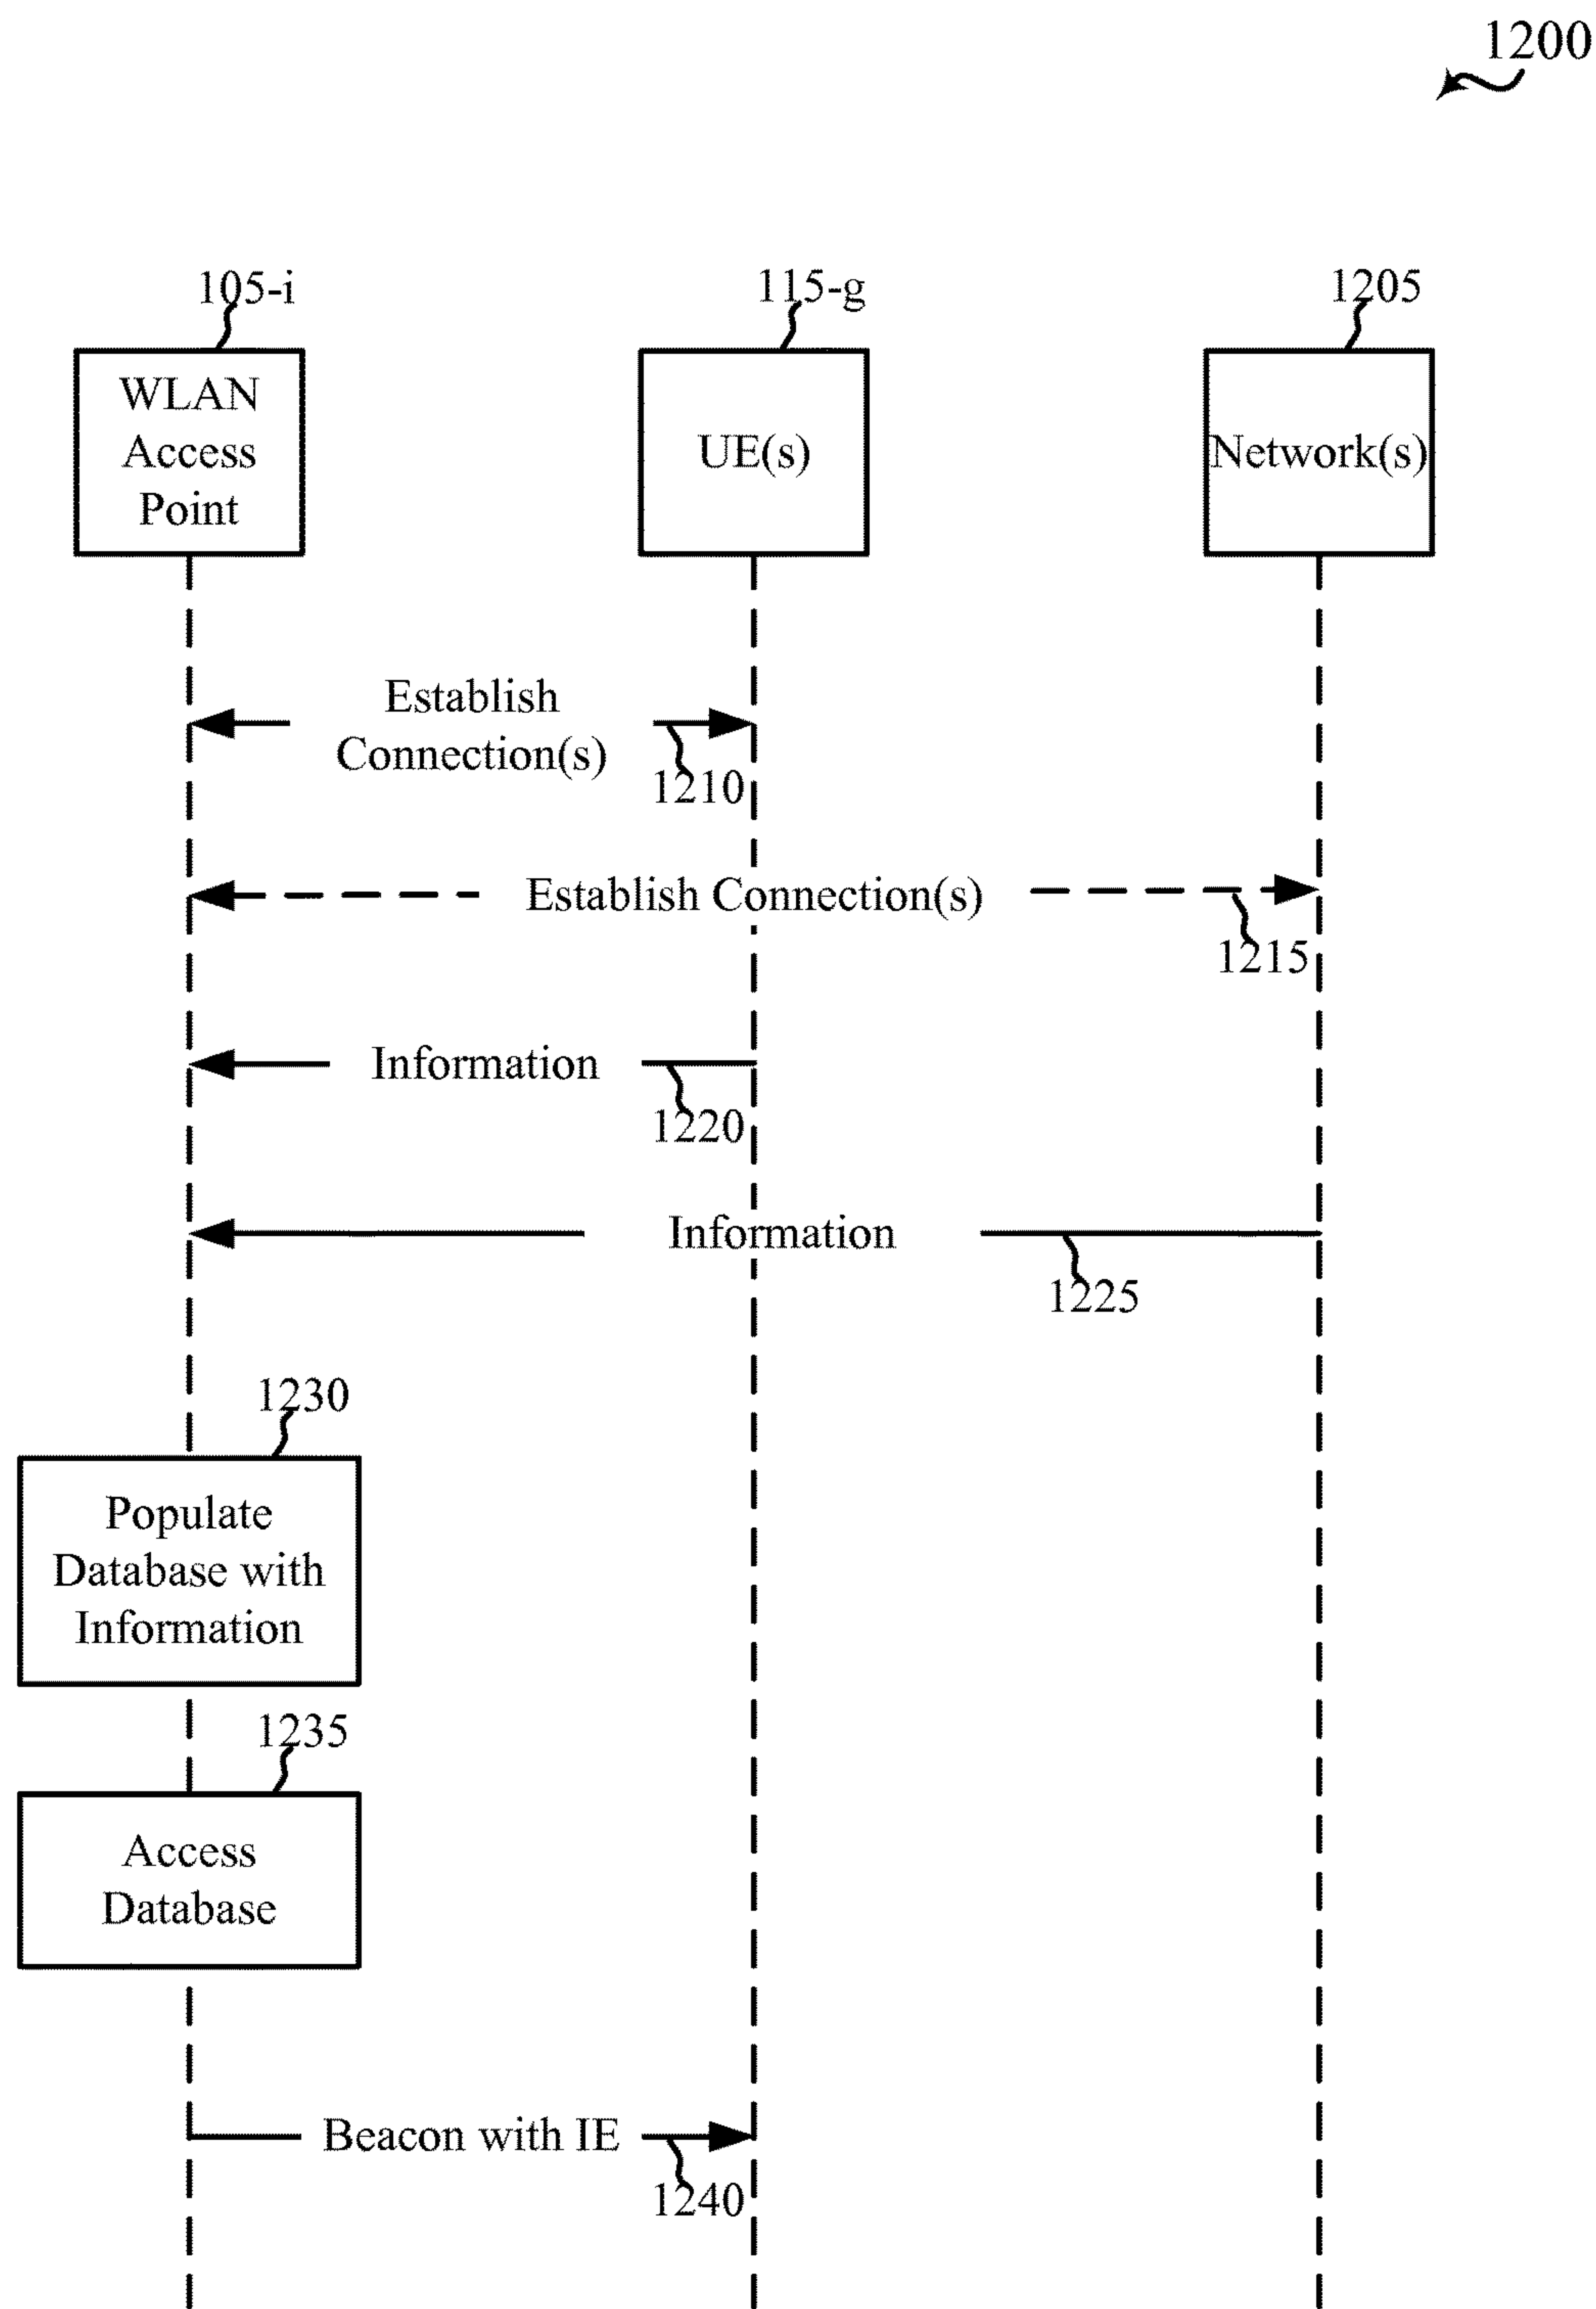 1200
105-i
115-g
1205
WLAN
Access
Point
UE(s)
Network(s)
Establish
Connection(s)
1210
Establish Connection(s)
1215
Information
1220
Information
1225
1230
Populate
Database with
Information
1235
Access
Database
Beacon with IE
1240